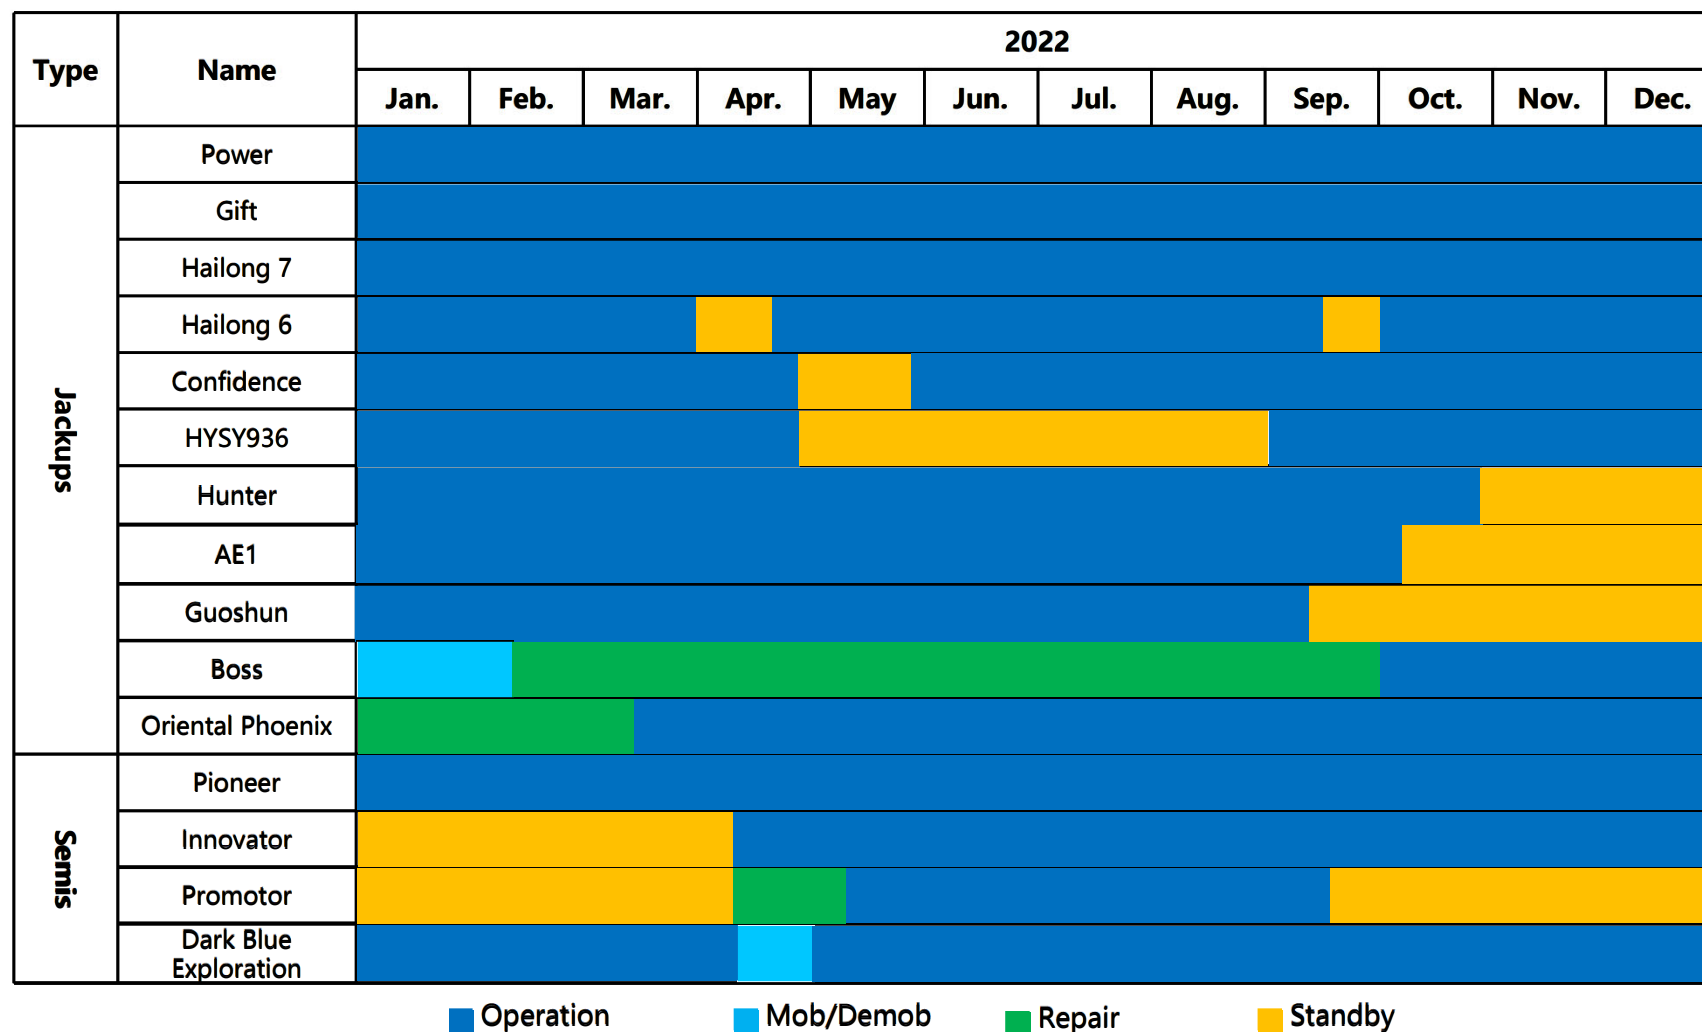 Type
Name
2022
Jan.
Feb.
Mar.
Apr.
May
Jun.
Jul.
Aug.
Sep.
Oct.
Nov.
Dec.
Jackups
Power
Gift
Hailong 7
Hailong 6
Confidence
HYSY936
Hunter
AE1
Guoshun
Boss
Oriental Phoenix
Semis
Pioneer
Innovator
Promotor
Dark Blue
Exploration
Operation
Mob/Demob
Repair
Standby